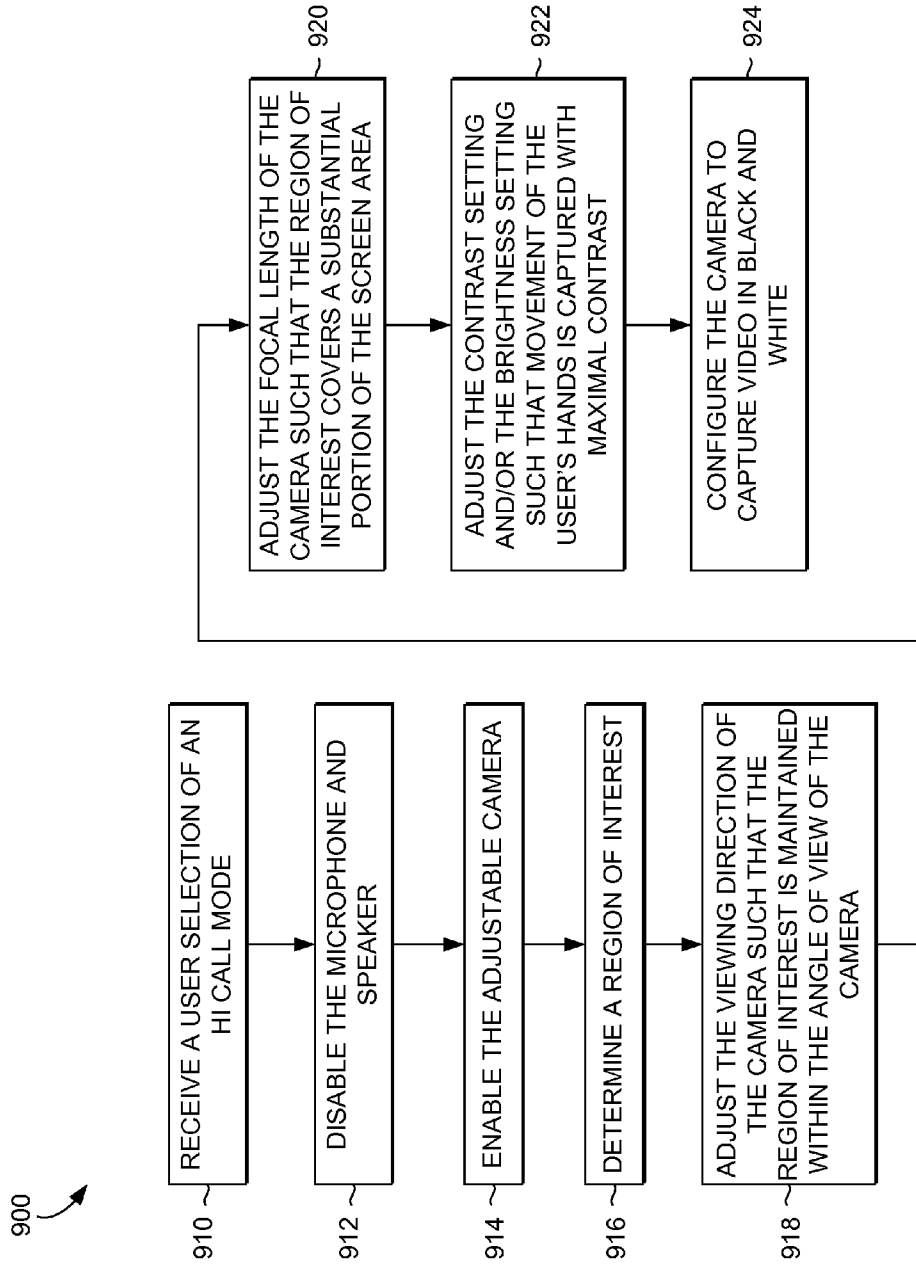 900
910
RECEIVE A USER SELECTION OF AN
HI CALL MODE
912
DISABLE THE MICROPHONE AND
SPEAKER
914
ENABLE THE ADJUSTABLE CAMERA
916
DETERMINE A REGION OF INTEREST
918
ADJUST THE VIEWING DIRECTION OF
THE CAMERA SUCH THAT THE
REGION OF INTEREST IS MAINTAINED
WITHIN THE ANGLE OF VIEW OF THE
CAMERA
920
ADJUST THE FOCAL LENGTH OF THE
CAMERA SUCH THAT THE REGION OF
INTEREST COVERS A SUBSTANTIAL
PORTION OF THE SCREEN AREA
922
ADJUST THE CONTRAST SETTING
AND/OR THE BRIGHTNESS SETTING
SUCH THAT MOVEMENT OF THE
USER'S HANDS IS CAPTURED WITH
MAXIMAL CONTRAST
924
CONFIGURE THE CAMERA TO
CAPTURE VIDEO IN BLACK AND
WHITE